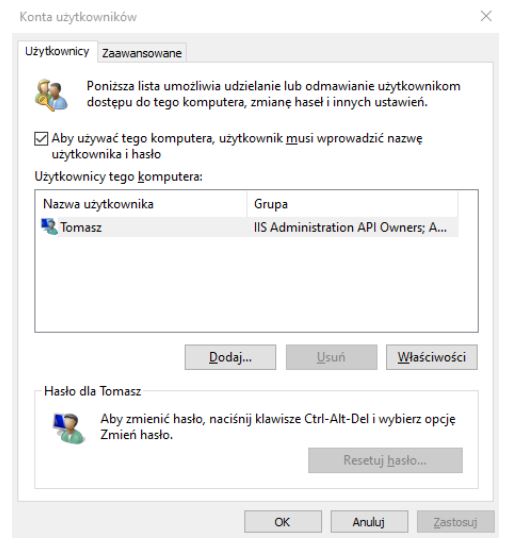 Konta użytkowników
Użytkownicy
Zaawansowane
Poniższa lista umożliwia udzielanie lub odmawianie użytkownikom
dostępu do tego komputera, zmianę haseł i innych ustawień.
Aby używać tego komputera, użytkownik musi wprowadzić nazwę
użytkownika i hasło
Użytkownicy tego komputera:
Nazwa użytkownika
Grupa
Tomasz
IIS Administration API Owners; A...
Dodaj...
Usuń
Właściwości
Hasło dla Tomasz
Aby zmienić hasło, naciśnij klawisze Ctrl-Alt-Del i wybierz opcję
Zmień hasło.
Resetuj hasło...
OK
Anuluj
Zastosuj